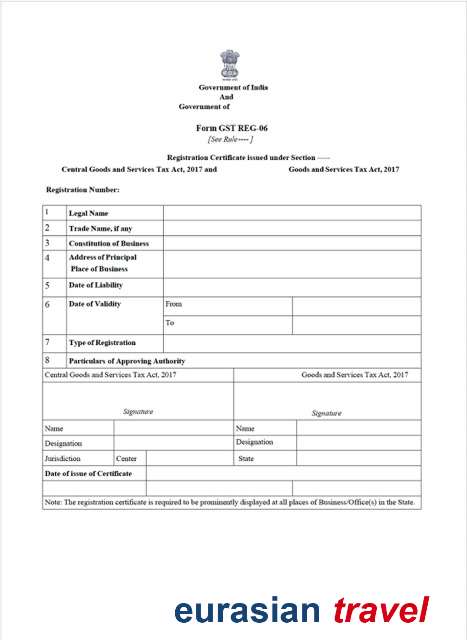 Government of India
And
Government of
Form GST REG-06
[See Rule---- ]
Registration Certificate issued under Section -----
Central Goods and Services Tax Act, 2017 and Goods and Services Tax Act, 2017
Registration Number:
1 Legal Name
2 Trade Name, if any
3 Constitution of Business
4 Address of Principal
Place of Business
5 Date of Liability
6 Date of Validity From
To
7 Type of Registration
8 Particulars of Approving Authority
Central Goods and Services Tax Act, 2017 Goods and Services Tax Act, 2017
Signature Signature
Name Name
Designation Designation
Jurisdiction Center State
Date of issue of Certificate
Note: The registration certificate is required to be prominently displayed at all places of Business/Office(s) in the State.
eurasian travel